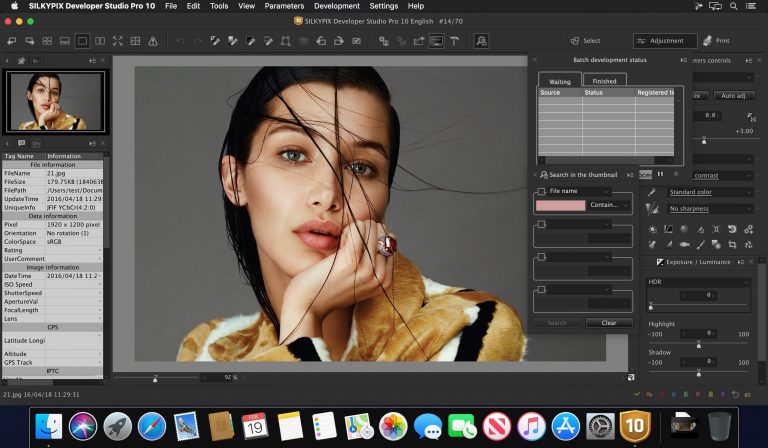 SILKYPIX Developer Studio Pro 10 File Edit Tools Parameters Development Settings Help
SILKYPIX Developer Studio Pro 10 English #14/70
Select Adjustment Print
Batch development status
Waiting Finished
Source Status Registered ti
Search in the thumbnail
File name
Contain...
Search Clear
Tag Name Information
File information
FileName 21.jpg
FileSize 179.75KB (1840638
FilePath /Users/test/Docum
UpdateTime 2016/04/18 11:29:31
UniqueInfo JFIF YCbCr(4:2:0)
Data information
Pixel 1920 x 1200 pixel
Orientation No rotation (1)
ColorSpace sRGB
Rating
UserComment
Image information
DateTime 2016/04/18 11:2
ISO Speed
ShutterSpeed
ApertureVal
FocalLength
Lens
GPS
Latitude Longi
Altitude
GPS Track
IPTC
meters controls
Auto adj.
0.0
+3.00
contrast
Standard color
No sharpness
Exposure / Luminance
HDR
0
Highlight
-100 0 100
Shadow
-100 0 100
92 %
21.jpg 16/04/18 11:29:31
FEB
19
10